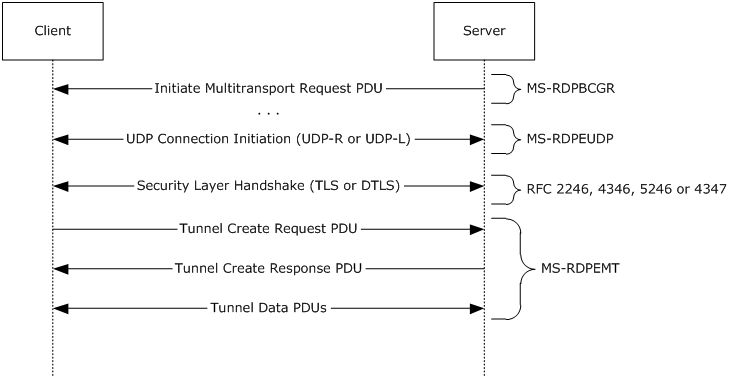 Client
Server
Initiate Multitransport Request PDU
MS-RDPBCGR
. . .
UDP Connection Initiation (UDP-R or UDP-L)
MS-RDPEUDP
Security Layer Handshake (TLS or DTLS)
RFC 2246, 4346, 5246 or 4347
Tunnel Create Request PDU
Tunnel Create Response PDU
MS-RDPEMT
Tunnel Data PDUs